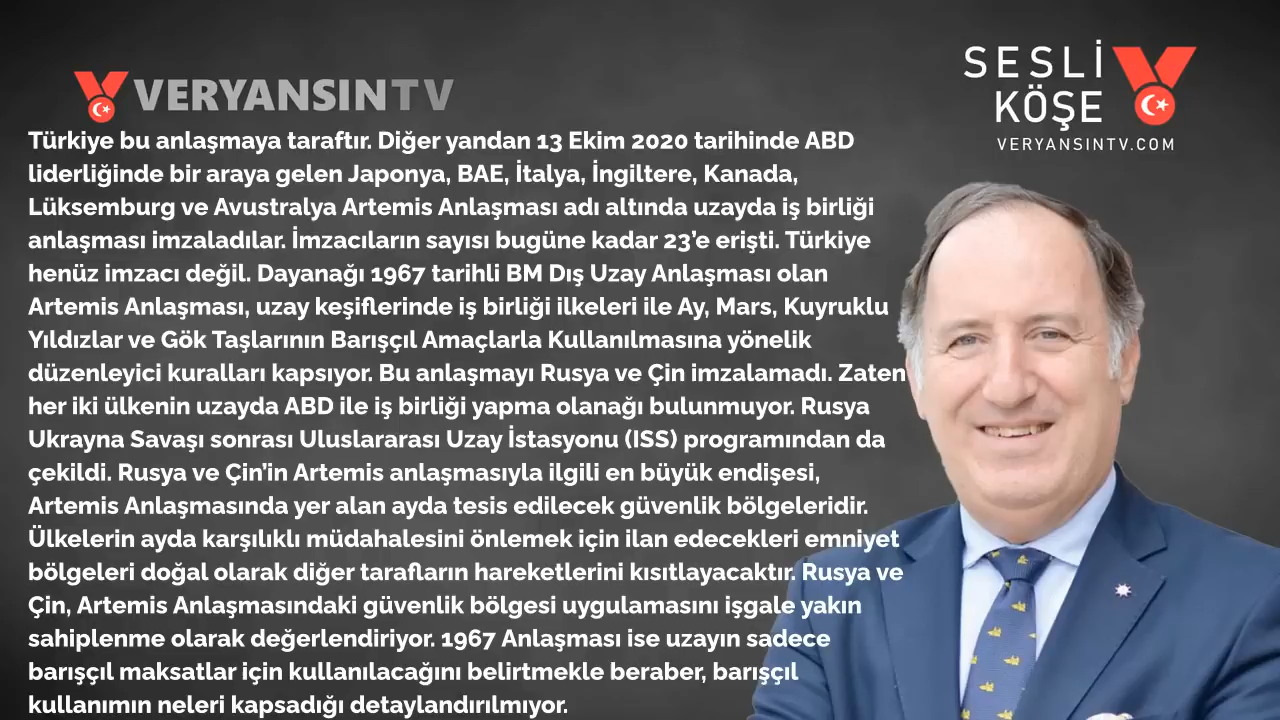 VERYANSINTV
SESLİ
KÖŞE
VERYANSINTV.COM
Türkiye bu anlaşmaya taraftır. Diğer yandan 13 Ekim 2020 tarihinde ABD
liderliğinde bir araya gelen Japonya, BAE, İtalya, İngiltere, Kanada,
Lüksemburg ve Avustralya Artemis Anlaşması adı altında uzayda iş birliği
anlaşması imzaladılar. İmzacıların sayısı bugüne kadar 23’e erişti. Türkiye
henüz imzacı değil. Dayanağı 1967 tarihli BM Dış Uzay Anlaşması olan
Artemis Anlaşması, uzay keşiflerinde iş birliği ilkeleri ile Ay, Mars, Kuyruklu
Yıldızlar ve Gök Taşlarının Barışçıl Amaçlarla Kullanılmasına yönelik
düzenleyici kuralları kapsıyor. Bu anlaşmayı Rusya ve Çin imzalamadı. Zaten
her iki ülkenin uzayda ABD ile iş birliği yapma olanağı bulunmuyor. Rusya
Ukrayna Savaşı sonrası Uluslararası Uzay İstasyonu (ISS) programından da
çekildi. Rusya ve Çin’in Artemis anlaşmasıyla ilgili en büyük endişesi,
Artemis Anlaşmasında yer alan ayda tesis edilecek güvenlik bölgeleridir.
Ülkelerin ayda karşılıklı müdahalesini önlemek için ilan edecekleri emniyet
bölgeleri doğal olarak diğer tarafların hareketlerini kısıtlayacaktır. Rusya ve
Çin, Artemis Anlaşmasındaki güvenlik bölgesi uygulamasını işgale yakın
sahiplenme olarak değerlendiriyor. 1967 Anlaşması ise uzayın sadece
barışçıl maksatlar için kullanılacağını belirtmekle beraber, barışçıl
kullanımın neleri kapsadığı detaylandırılmıyor.